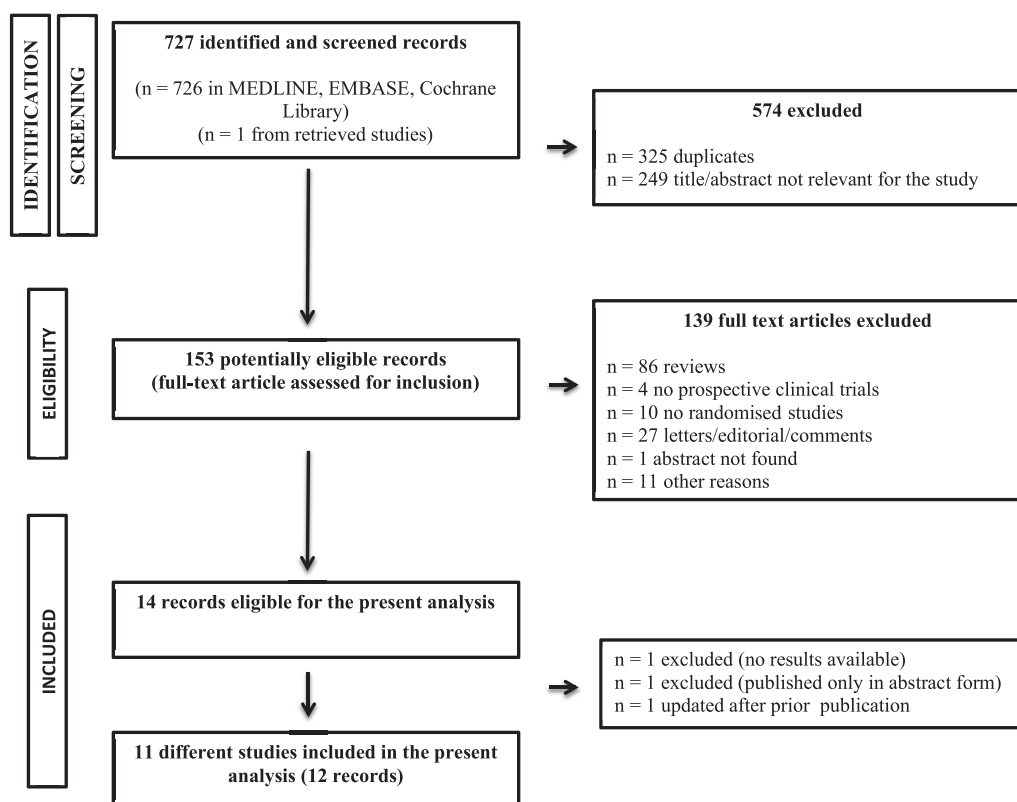 IDENTIFICATION
SCREENING
727 identified and screened records
(n = 726 in MEDLINE, EMBASE, Cochrane
Library)
(n = 1 from retrieved studies)
574 excluded
n = 325 duplicates
n = 249 title/abstract not relevant for the study
ELIGIBILITY
153 potentially eligible records
(full-text article assessed for inclusion)
139 full text articles excluded
n = 86 reviews
n = 4 no prospective clinical trials
n = 10 no randomised studies
n = 27 letters/editorial/comments
n = 1 abstract not found
n = 11 other reasons
INCLUDED
14 records eligible for the present analysis
n = 1 excluded (no results available)
n = 1 excluded (published only in abstract form)
n = 1 updated after prior publication
11 different studies included in the present
analysis (12 records)